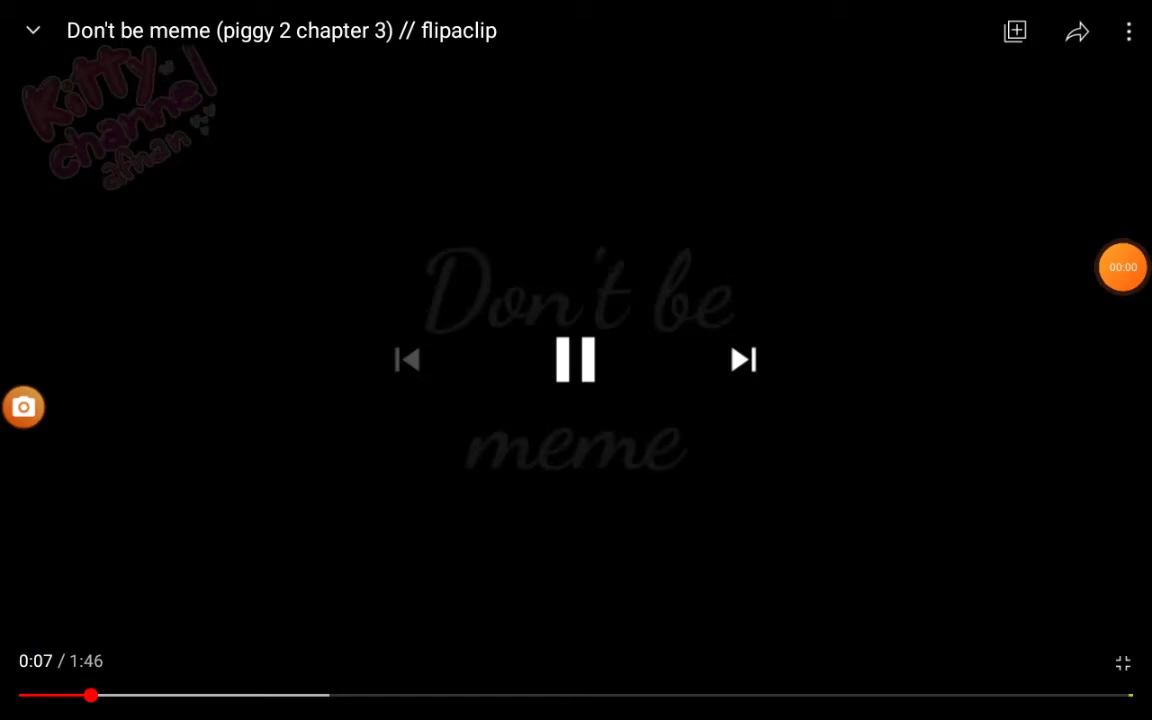 Don't be meme (piggy 2 chapter 3) // flipaclip
Kitty
channel
afnan
00:00
Don't be
meme
0:07 / 1:46